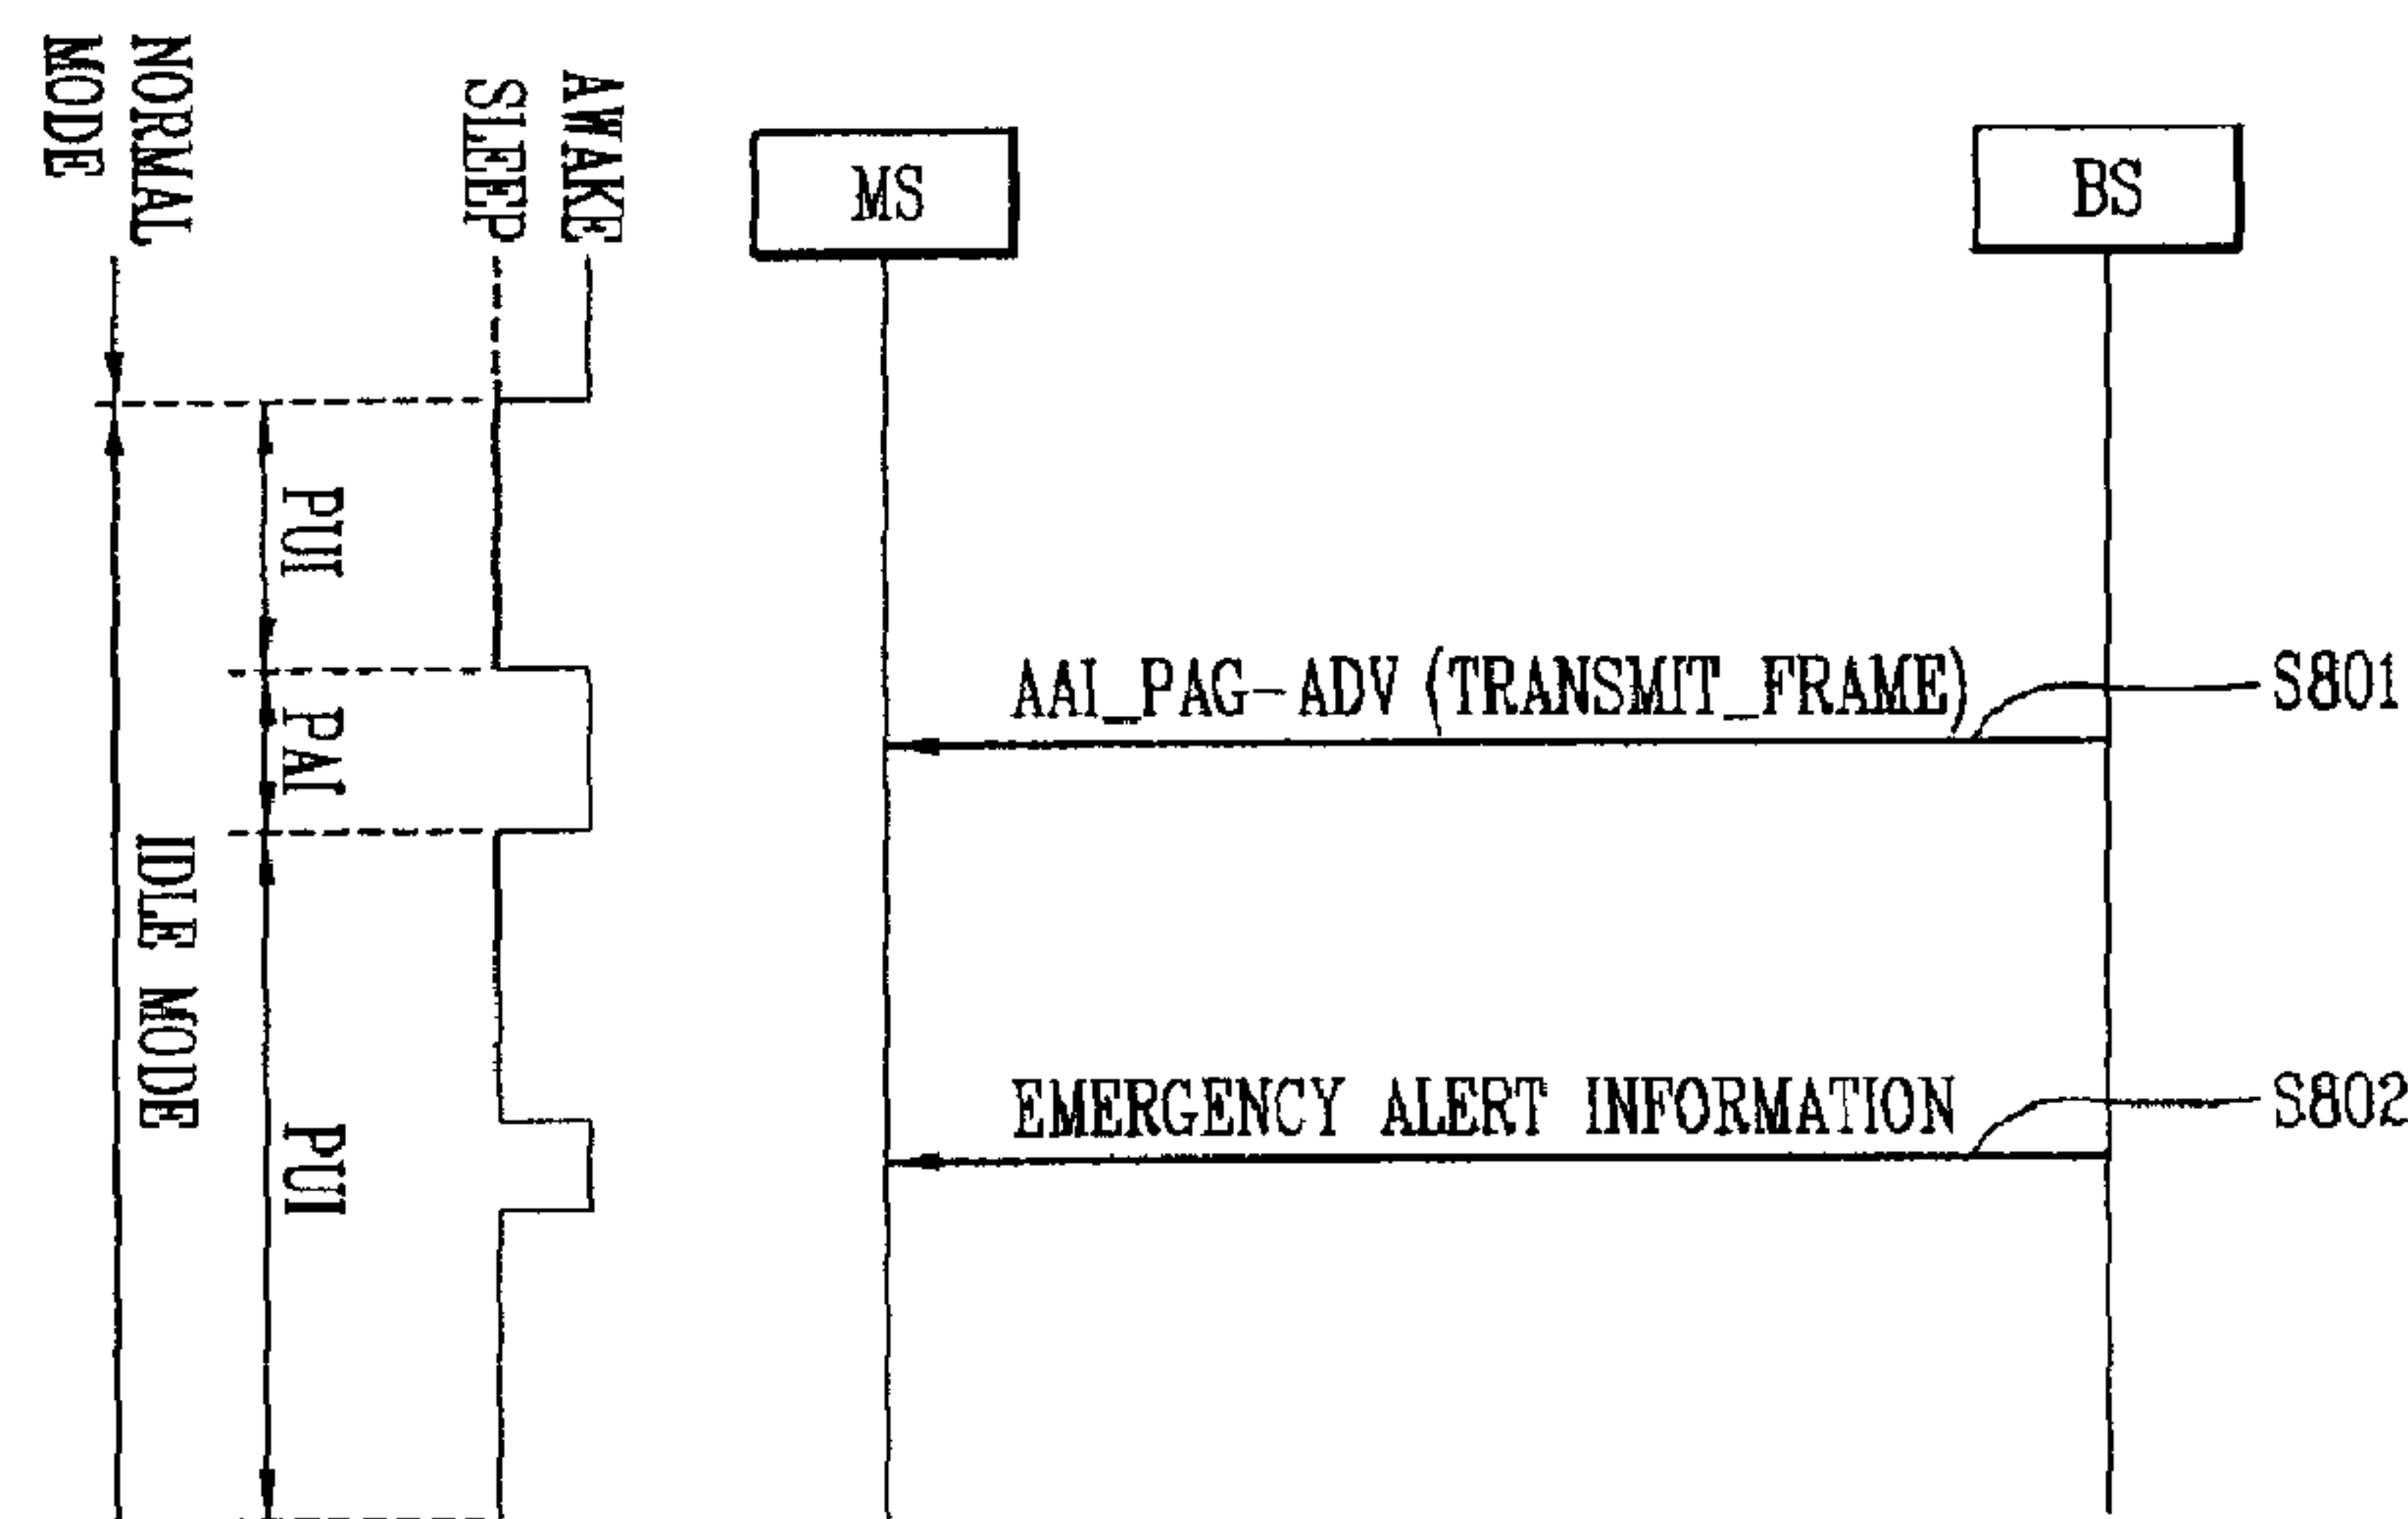 NORMAL
MODE
AWAKE
SLEEP
MS
BS
PUI
AAI_PAG-ADV (TRANSMIT_FRAME)
S801
PAI
IDLE MODE
EMERGENCY ALERT INFORMATION
S802
PUI